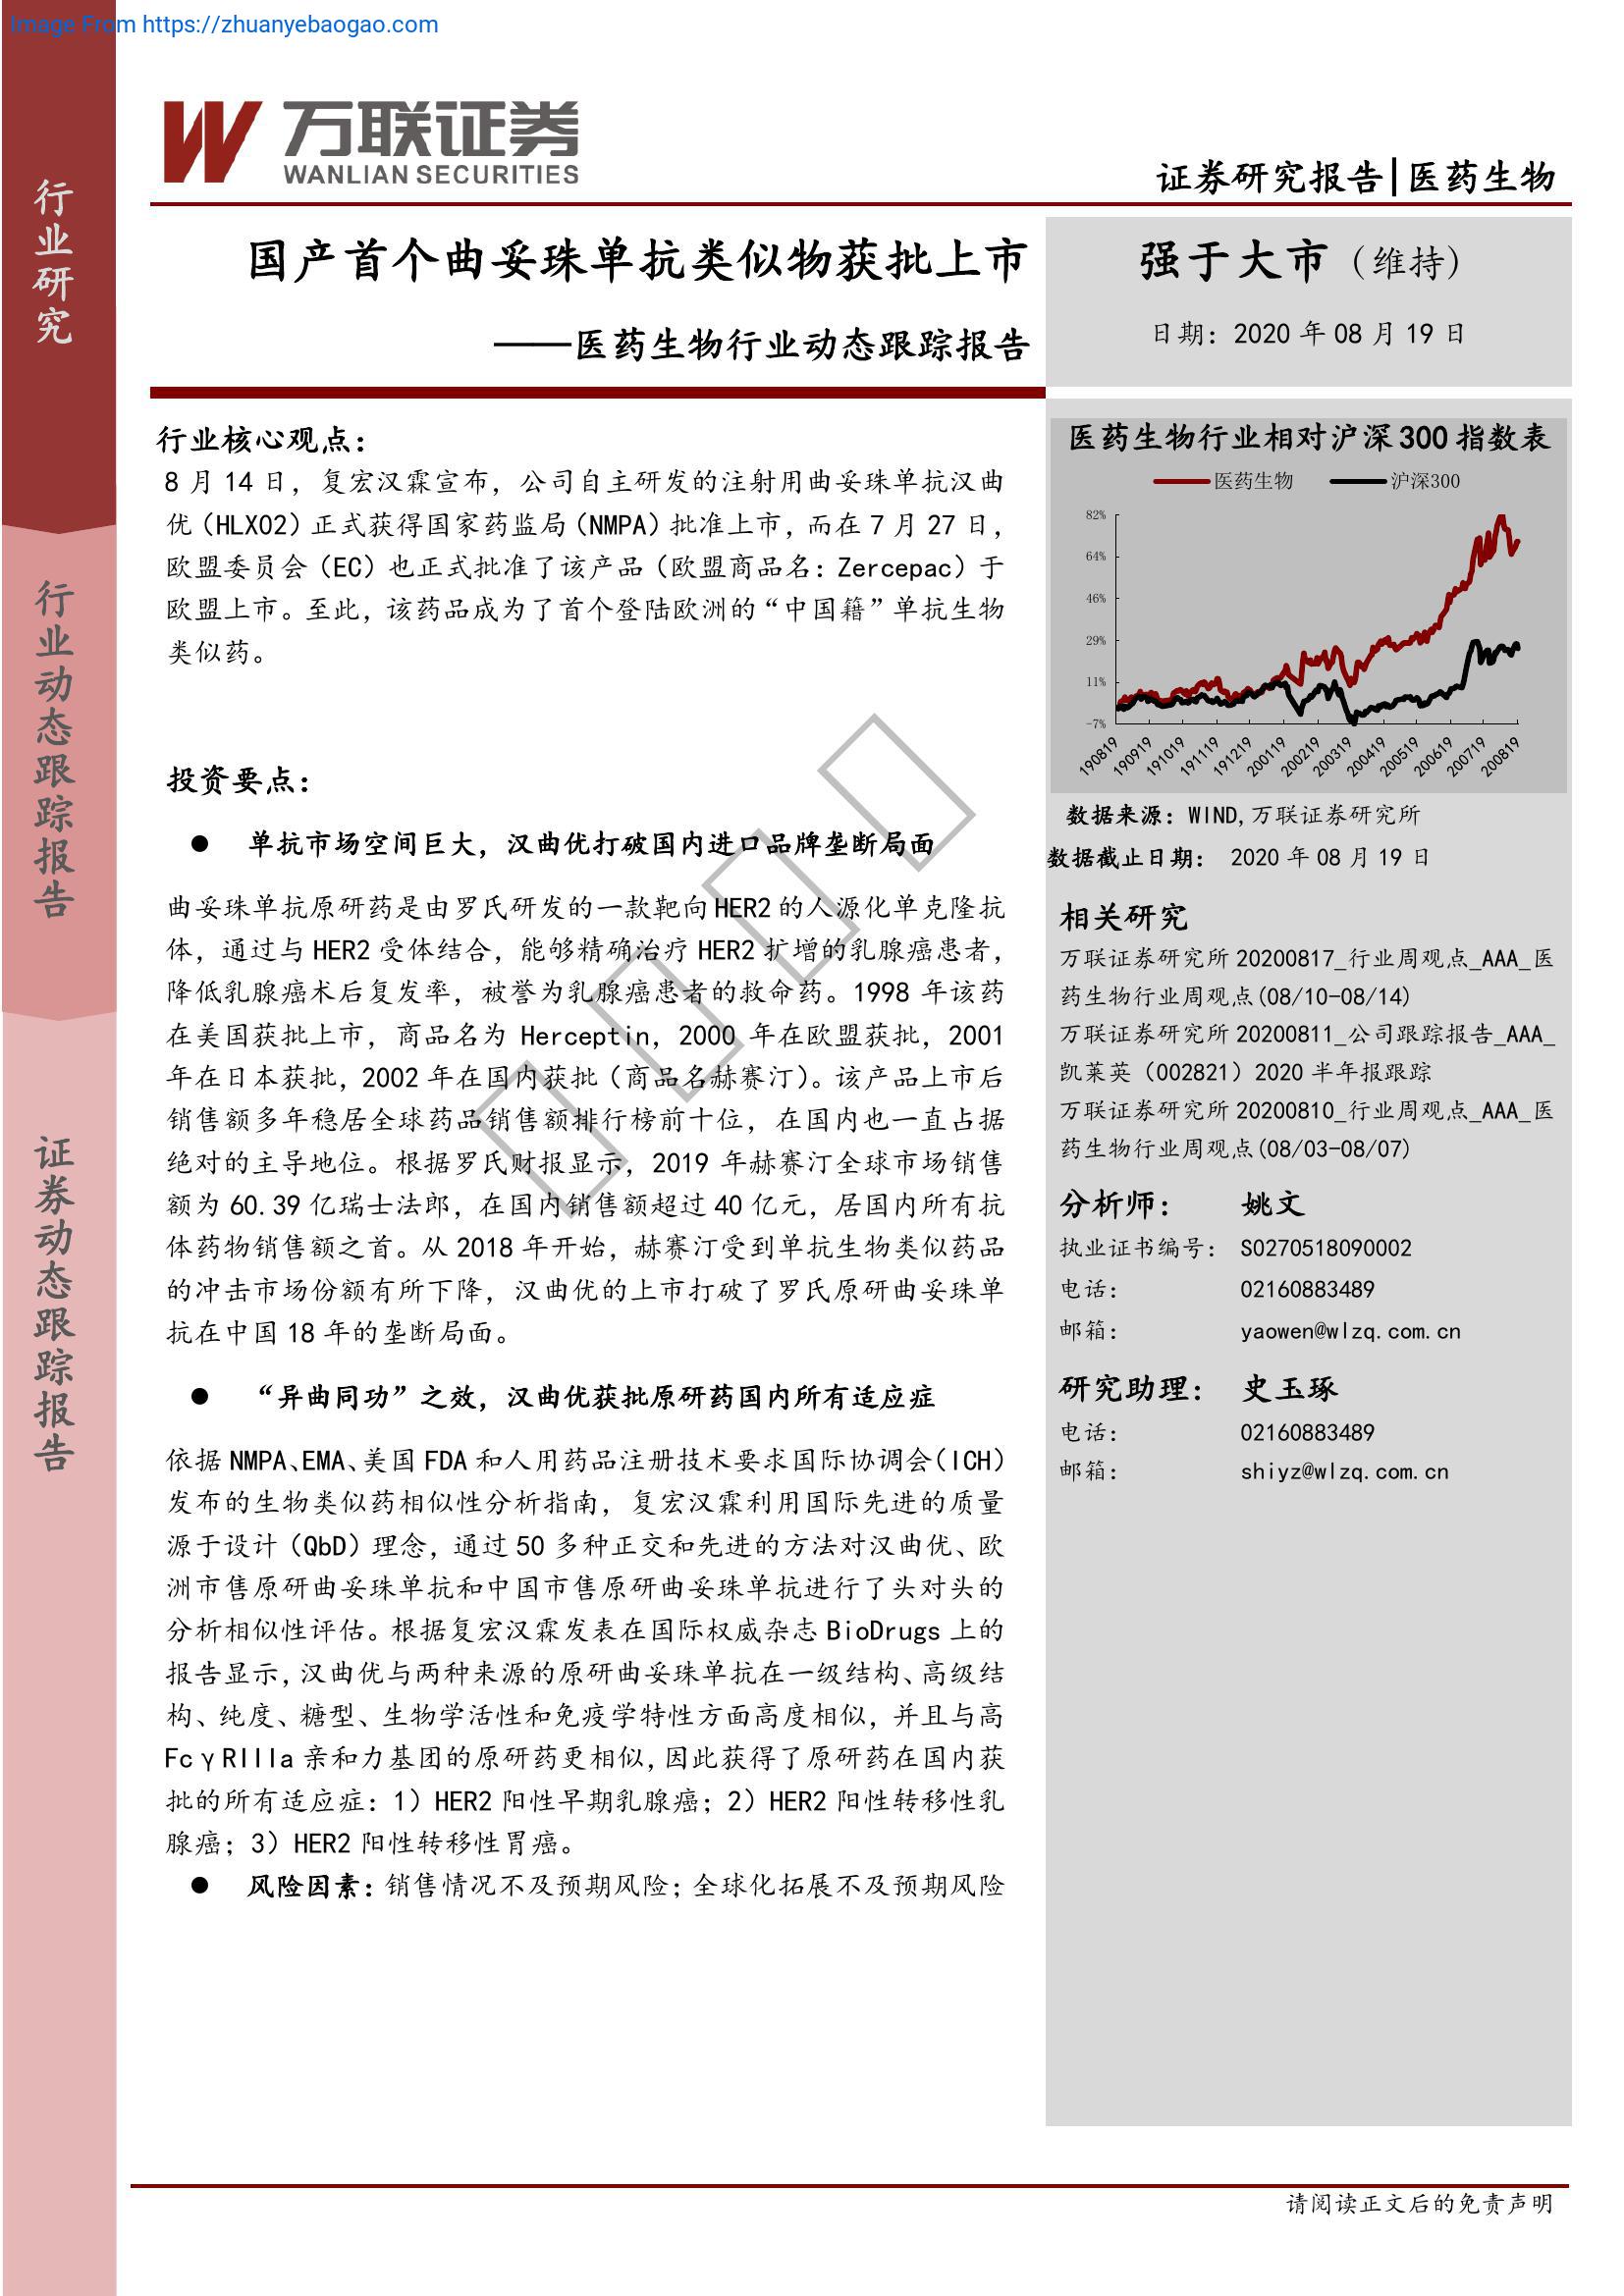 Image From https://zhuanyebaogao.com
万联证券
WANLIAN SECURITIES
证券研究报告|医药生物
行业研究
行业动态跟踪报告
证券动态跟踪报告
国产首个曲妥珠单抗类似物获批上市
——医药生物行业动态跟踪报告
强于大市（维持）
日期：2020 年 08 月 19 日
行业核心观点：
8 月 14 日，复宏汉霖宣布，公司自主研发的注射用曲妥珠单抗汉曲
优（HLX02）正式获得国家药监局（NMPA）批准上市，而在 7 月 27 日，
欧盟委员会（EC）也正式批准了该产品（欧盟商品名：Zercepac）于
欧盟上市。至此，该药品成为了首个登陆欧洲的“中国籍”单抗生物
类似药。
投资要点：
● 单抗市场空间巨大，汉曲优打破国内进口品牌垄断局面
曲妥珠单抗原研药是由罗氏研发的一款靶向 HER2 的人源化单克隆抗
体，通过与 HER2 受体结合，能够精确治疗 HER2 扩增的乳腺癌患者，
降低乳腺癌术后复发率，被誉为乳腺癌患者的救命药。1998 年该药
在美国获批上市，商品名为 Herceptin，2000 年在欧盟获批，2001
年在日本获批，2002 年在国内获批（商品名赫赛汀）。该产品上市后
销售额多年稳居全球药品销售额排行榜前十位，在国内也一直占据
绝对的主导地位。根据罗氏财报显示，2019 年赫赛汀全球市场销售
额为 60.39 亿瑞士法郎，在国内销售额超过 40 亿元，居国内所有抗
体药物销售额之首。从 2018 年开始，赫赛汀受到单抗生物类似药品
的冲击市场份额有所下降，汉曲优的上市打破了罗氏原研曲妥珠单
抗在中国 18 年的垄断局面。
● “异曲同功”之效，汉曲优获批原研药国内所有适应症
依据 NMPA、EMA、美国 FDA 和人用药品注册技术要求国际协调会（ICH）
发布的生物类似药相似性分析指南，复宏汉霖利用国际先进的质量
源于设计（QbD）理念，通过 50 多种正交和先进的方法对汉曲优、欧
洲市售原研曲妥珠单抗和中国市售原研曲妥珠单抗进行了头对头的
分析相似性评估。根据复宏汉霖发表在国际权威杂志 BioDrugs 上的
报告显示，汉曲优与两种来源的原研曲妥珠单抗在一级结构、高级结
构、纯度、糖型、生物学活性和免疫学特性方面高度相似，并且与高
FcγRIIIa 亲和力基团的原研药更相似，因此获得了原研药在国内获
批的所有适应症：1）HER2 阳性早期乳腺癌；2）HER2 阳性转移性乳
腺癌；3）HER2 阳性转移性胃癌。
● 风险因素：销售情况不及预期风险；全球化拓展不及预期风险
医药生物行业相对沪深 300 指数表
医药生物 沪深300
82%
64%
46%
29%
11%
-7%
190819 190919 191019 191119 191219 200119 200219 200319 200419 200519 200619 200719 200819
数据来源：WIND,万联证券研究所
数据截止日期： 2020 年 08 月 19 日
相关研究
万联证券研究所 20200817_行业周观点_AAA_医
药生物行业周观点(08/10-08/14)
万联证券研究所 20200811_公司跟踪报告_AAA_
凯莱英（002821）2020 半年报跟踪
万联证券研究所 20200810_行业周观点_AAA_医
药生物行业周观点(08/03-08/07)
分析师： 姚文
执业证书编号： S0270518090002
电话： 02160883489
邮箱： yaowen@wlzq.com.cn
研究助理： 史玉琢
电话： 02160883489
邮箱： shiyz@wlzq.com.cn
请阅读正文后的免责声明